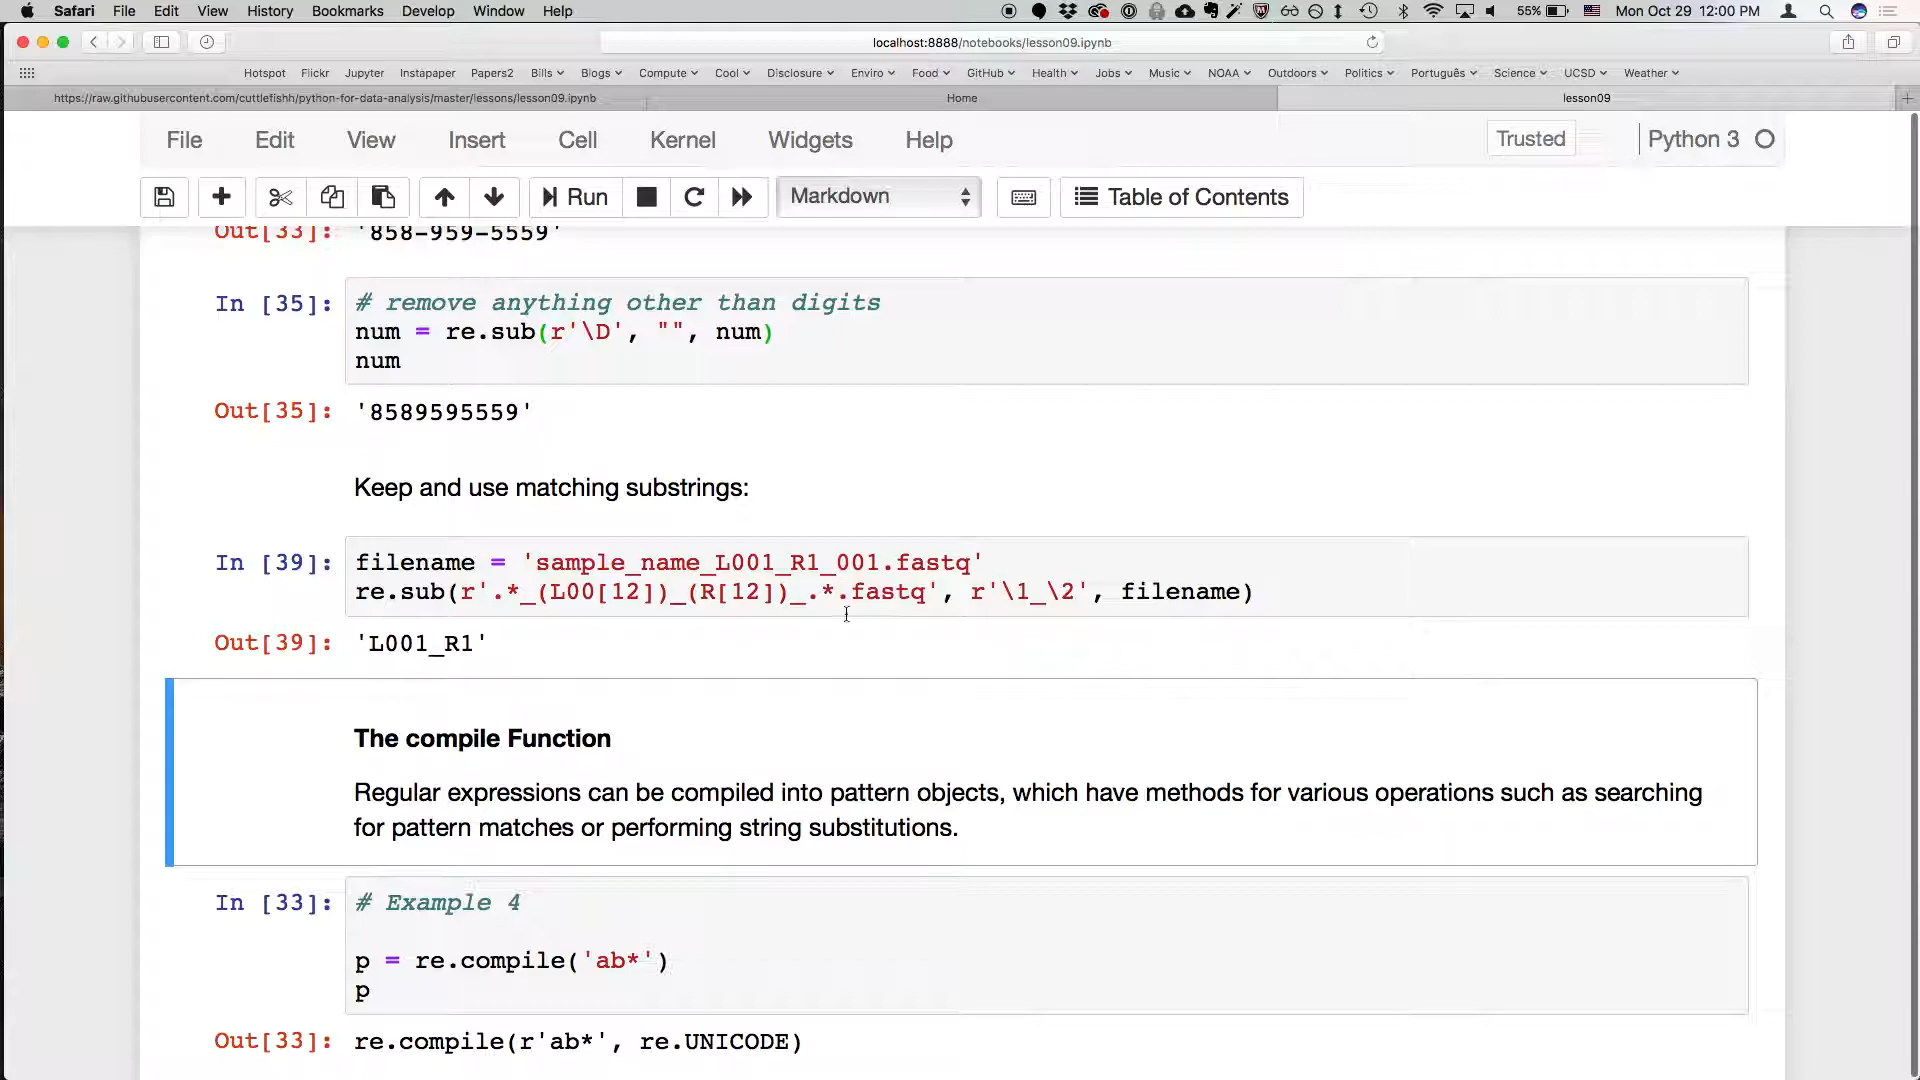 Safari File Edit View History Bookmarks Develop Window Help 55% Mon Oct 29 12:00 PM
localhost:8888/notebooks/lesson09.ipynb
Hotspot Flickr Jupyter Instapaper Papers2 Bills Blogs Compute Cool Disclosure Enviro Food GitHub Health Jobs Music NOAA Outdoors Politics Português Science UCSD Weather
https://raw.githubusercontent.com/cuttlefishh/python-for-data-analysis/master/lessons/lesson09.ipynb Home lesson09
File Edit View Insert Cell Kernel Widgets Help Trusted Python 3
Run Markdown Table of Contents
Out[33]: '858-959-5559'
In [35]: # remove anything other than digits
num = re.sub(r'\D', "", num)
num
Out[35]: '8589595559'
Keep and use matching substrings:
In [39]: filename = 'sample_name_L001_R1_001.fastq'
re.sub(r'.*_(L00[12])_(R[12])_.*.fastq', r'\1_\2', filename)
Out[39]: 'L001_R1'
The compile Function
Regular expressions can be compiled into pattern objects, which have methods for various operations such as searching
for pattern matches or performing string substitutions.
In [33]: # Example 4
p = re.compile('ab*')
p
Out[33]: re.compile(r'ab*', re.UNICODE)